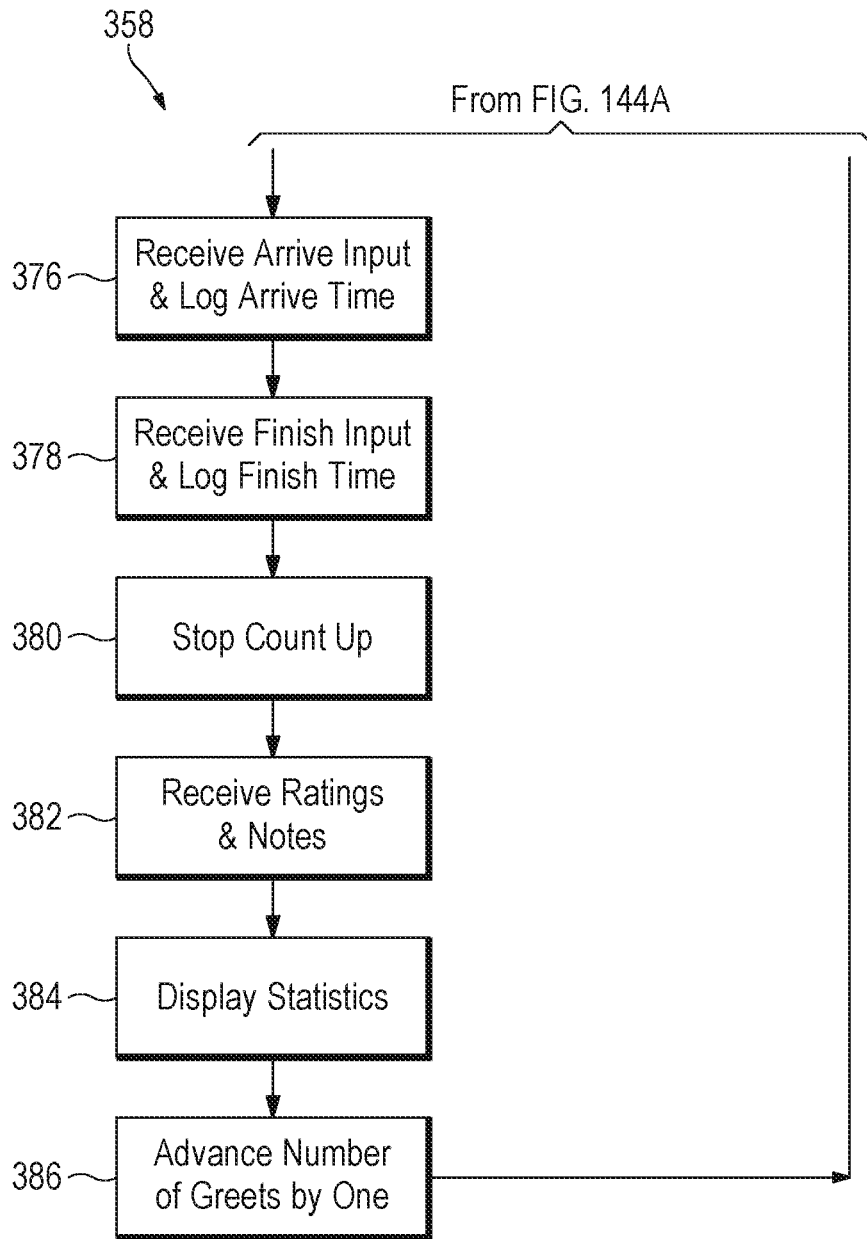 358
From FIG. 144A
376
Receive Arrive Input
& Log Arrive Time
378
Receive Finish Input
& Log Finish Time
380
Stop Count Up
382
Receive Ratings
& Notes
384
Display Statistics
386
Advance Number
of Greets by One